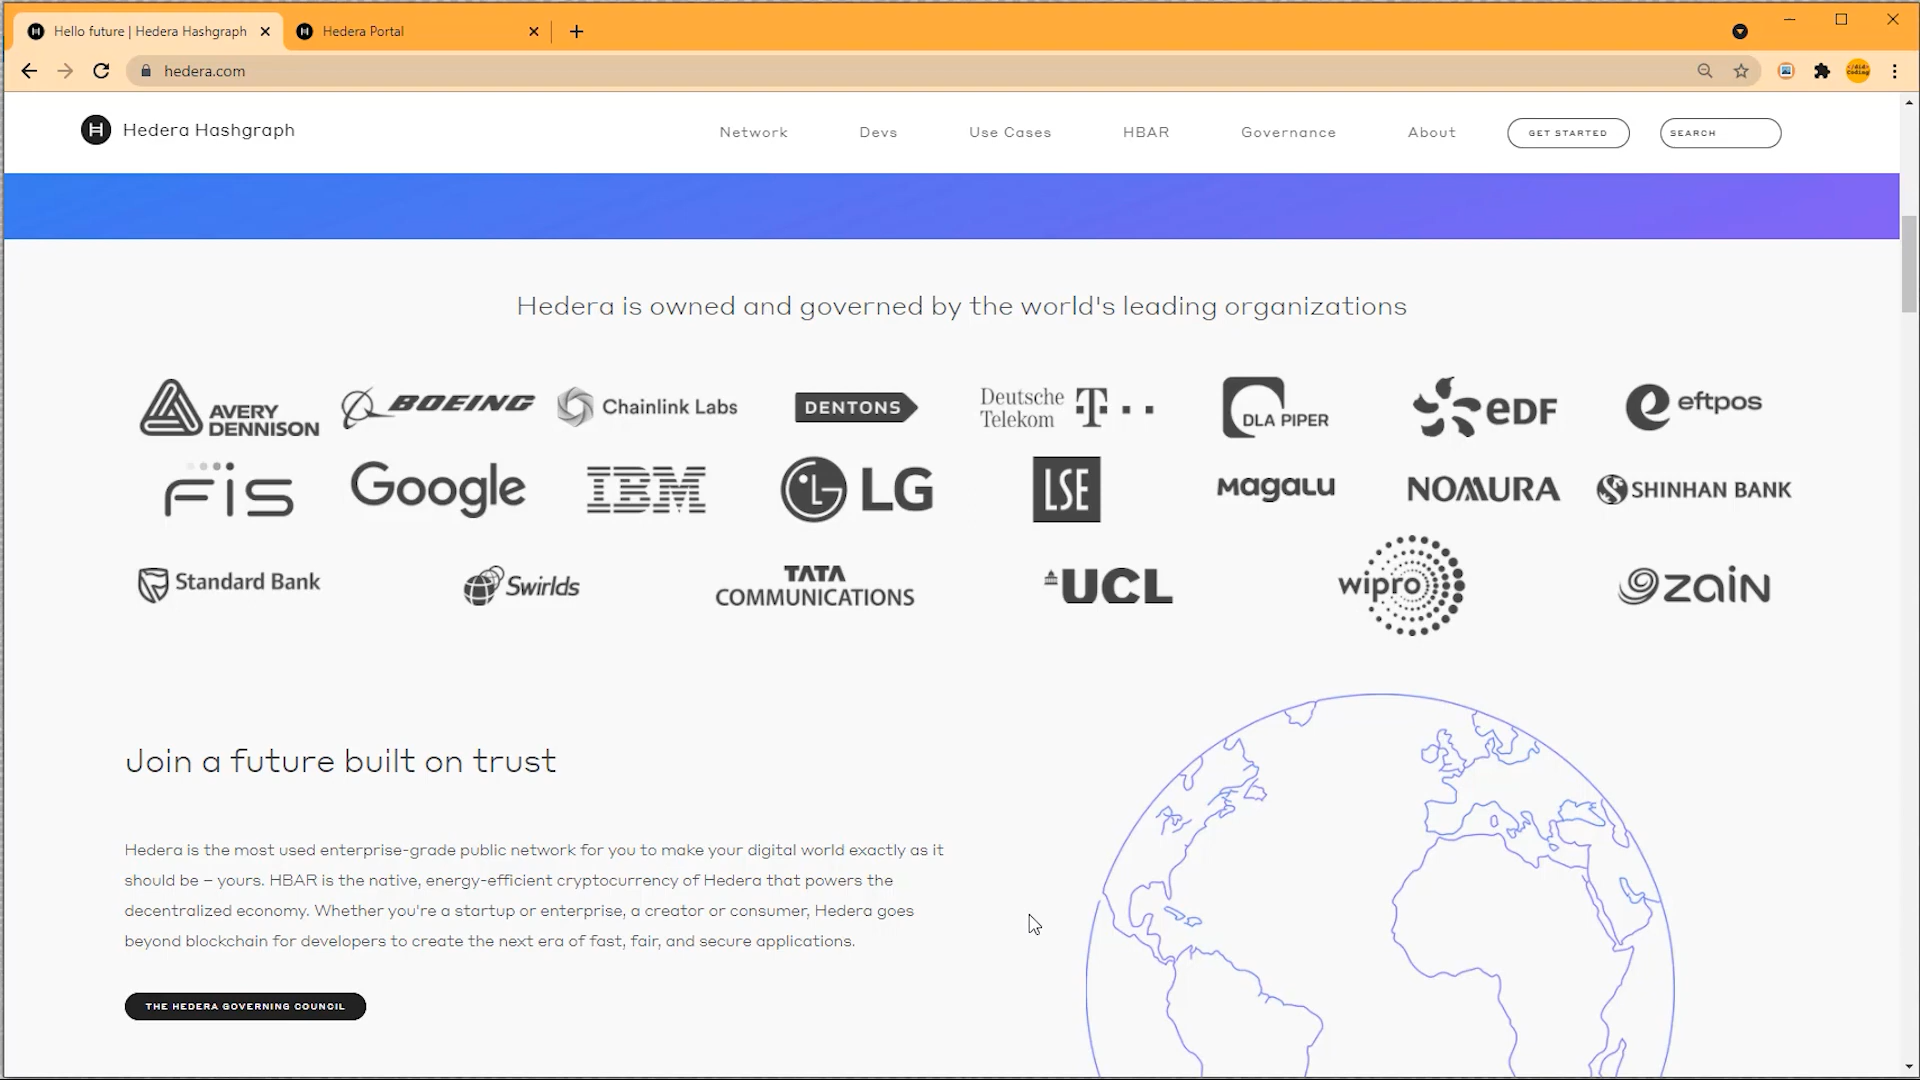 Hello future | Hedera Hashgraph
Hedera Portal
hedera.com
Hedera Hashgraph
Network Devs Use Cases HBAR Governance About GET STARTED SEARCH
Hedera is owned and governed by the world's leading organizations
AVERY DENNISON
BOEING
Chainlink Labs
DENTONS
Deutsche Telekom T
DLA PIPER
eDF
eftpos
FIS
Google
IBM
LG
LSE
magalu
NOMURA
SHINHAN BANK
Standard Bank
Swirlds
TATA COMMUNICATIONS
UCL
wipro
zain
Join a future built on trust
Hedera is the most used enterprise-grade public network for you to make your digital world exactly as it
should be – yours. HBAR is the native, energy-efficient cryptocurrency of Hedera that powers the
decentralized economy. Whether you're a startup or enterprise, a creator or consumer, Hedera goes
beyond blockchain for developers to create the next era of fast, fair, and secure applications.
THE HEDERA GOVERNING COUNCIL